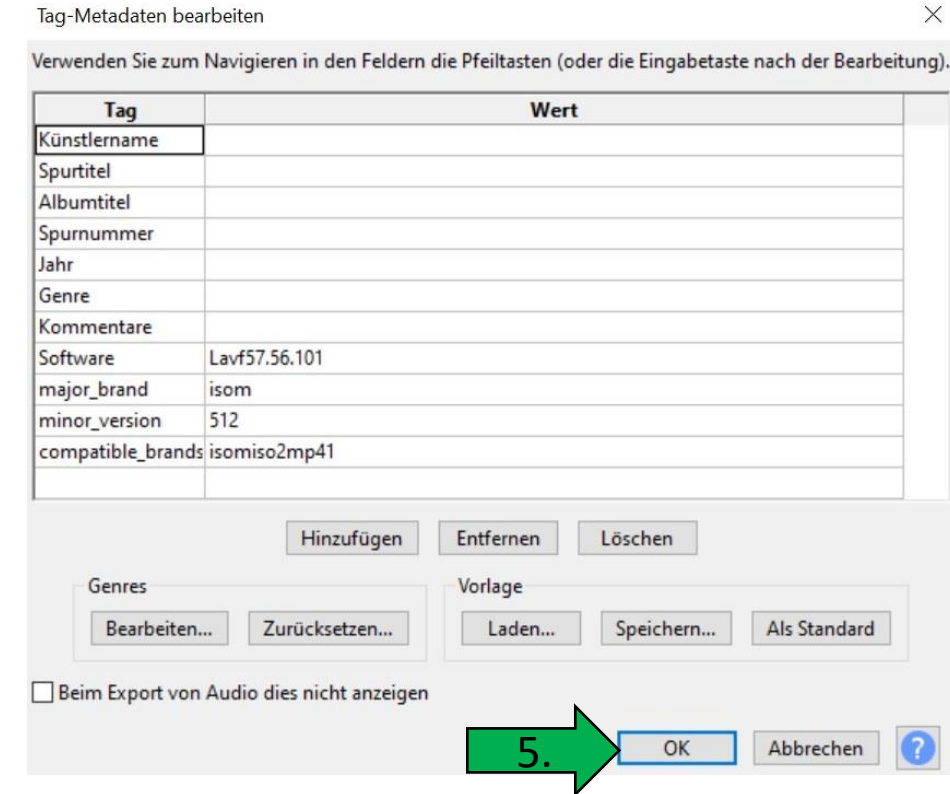 Tag-Metadaten bearbeiten
Verwenden Sie zum Navigieren in den Feldern die Pfeiltasten (oder die Eingabetaste nach der Bearbeitung).
Tag Wert
Künstlername
Spurtitel
Albumtitel
Spurnummer
Jahr
Genre
Kommentare
Software Lavf57.56.101
major_brand isom
minor_version 512
compatible_brands isomiso2mp41
Hinzufügen Entfernen Löschen
Genres Vorlage
Bearbeiten... Zurücksetzen... Laden... Speichern... Als Standard
Beim Export von Audio dies nicht anzeigen
5. OK Abbrechen ?